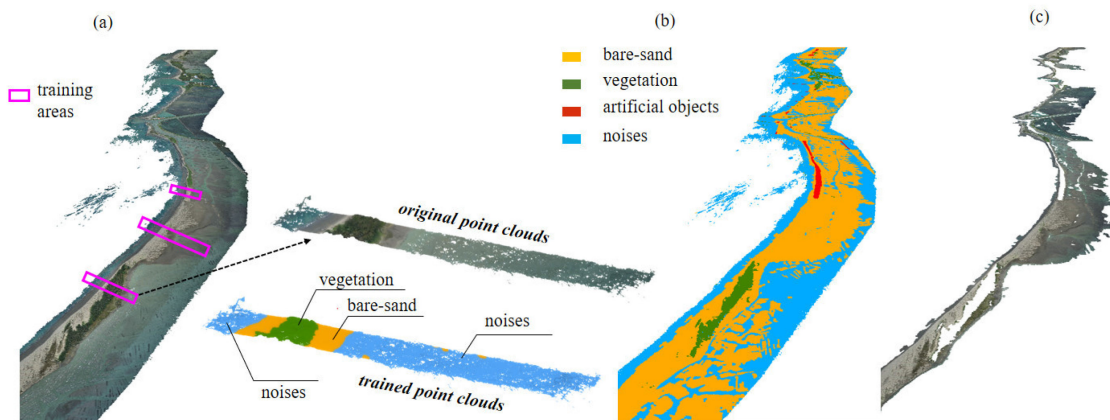 (a)
training
areas
original point clouds
vegetation
bare-sand
noises
noises
trained point clouds
(b)
bare-sand
vegetation
artificial objects
noises
(c)